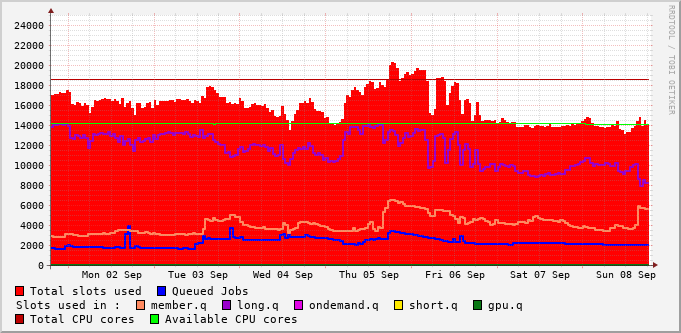 RRDTOOL / TOBI OETIKER
24000
22000
20000
18000
16000
14000
12000
10000
8000
6000
4000
2000
0
Mon 02 Sep Tue 03 Sep Wed 04 Sep Thu 05 Sep Fri 06 Sep Sat 07 Sep Sun 08 Sep
Total slots used Queued Jobs
Slots used in : member.q long.q ondemand.q short.q gpu.q
Total CPU cores Available CPU cores